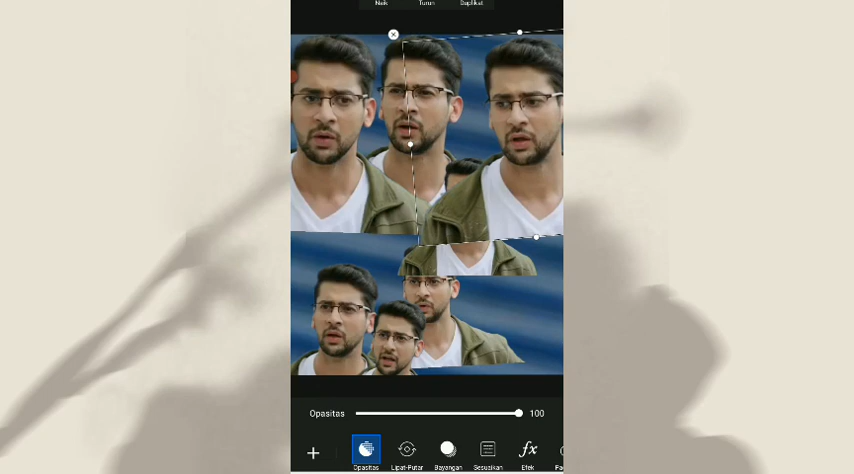 Naik Turun Duplikat
Opasitas 100
Opasitas Lipat-Putar Bayangan Sesuaikan Efek